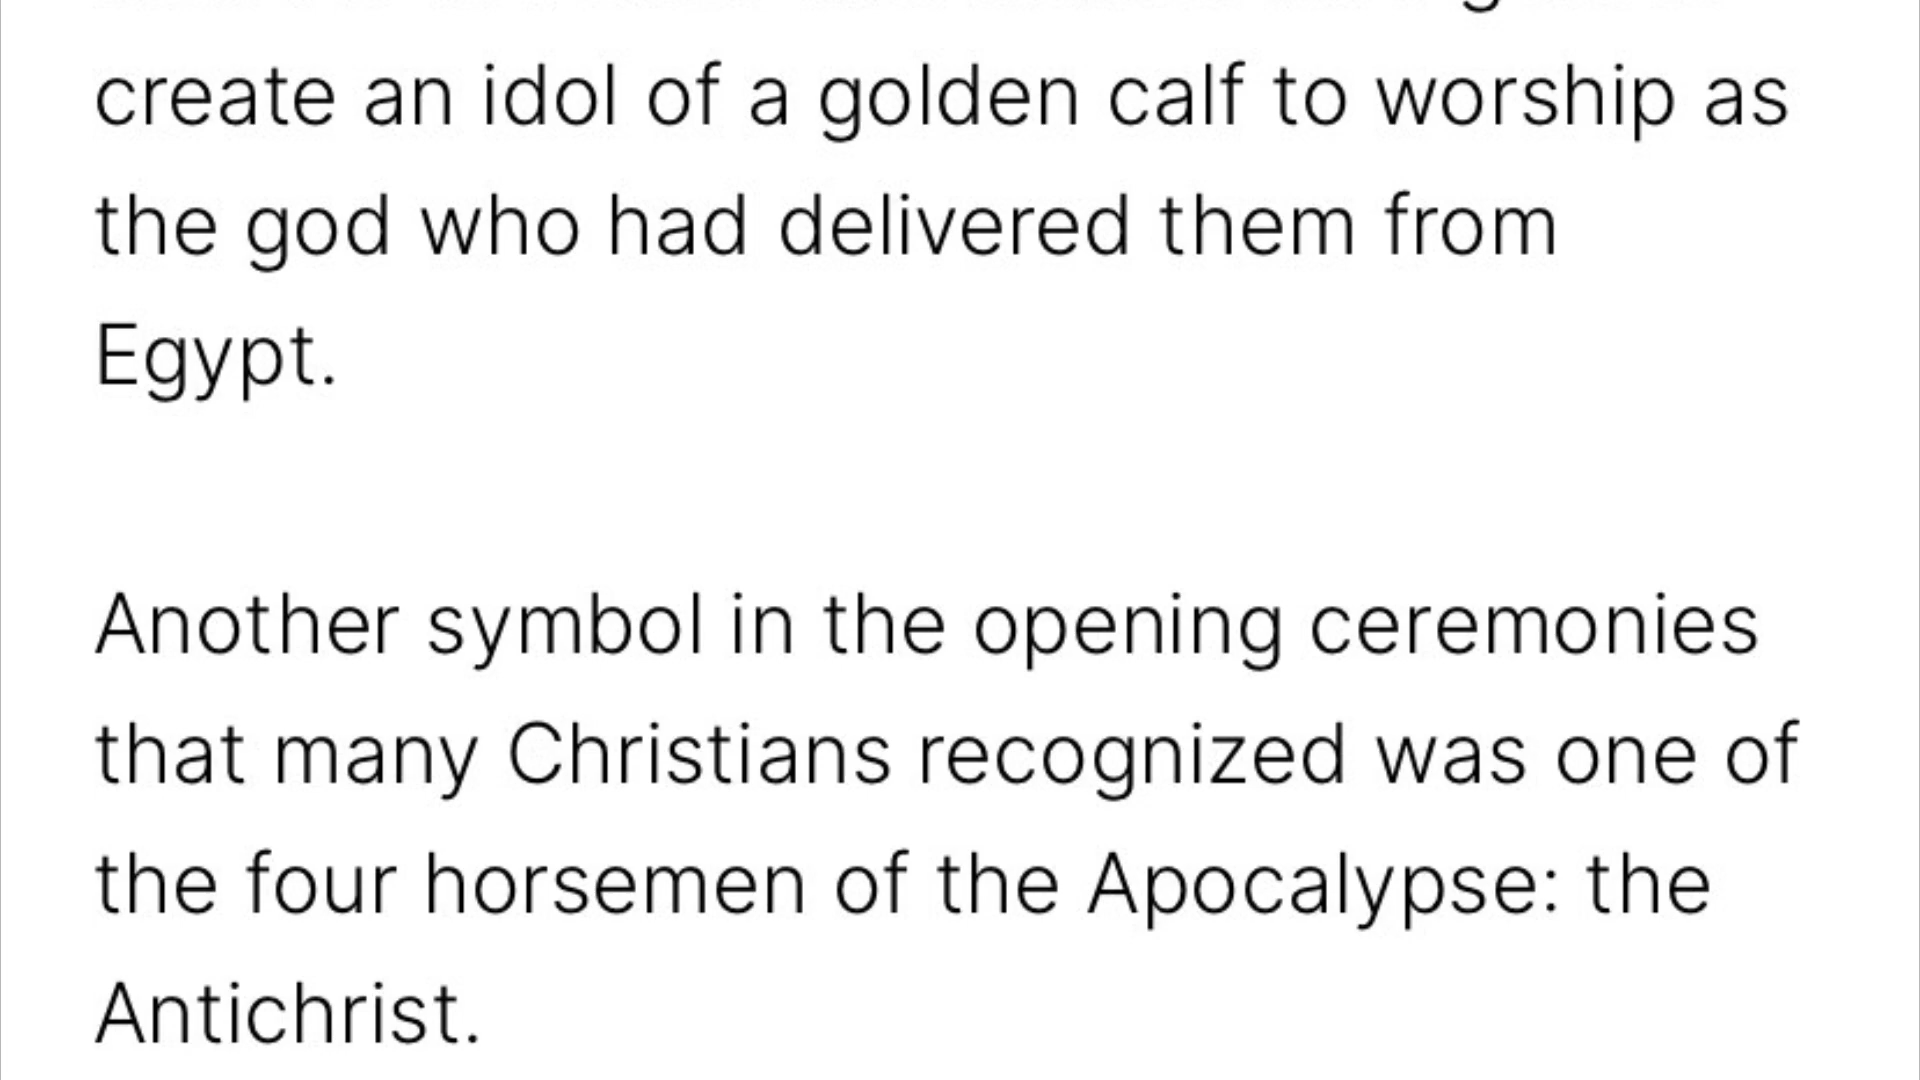 create an idol of a golden calf to worship as
the god who had delivered them from
Egypt.
Another symbol in the opening ceremonies
that many Christians recognized was one of
the four horsemen of the Apocalypse: the
Antichrist.